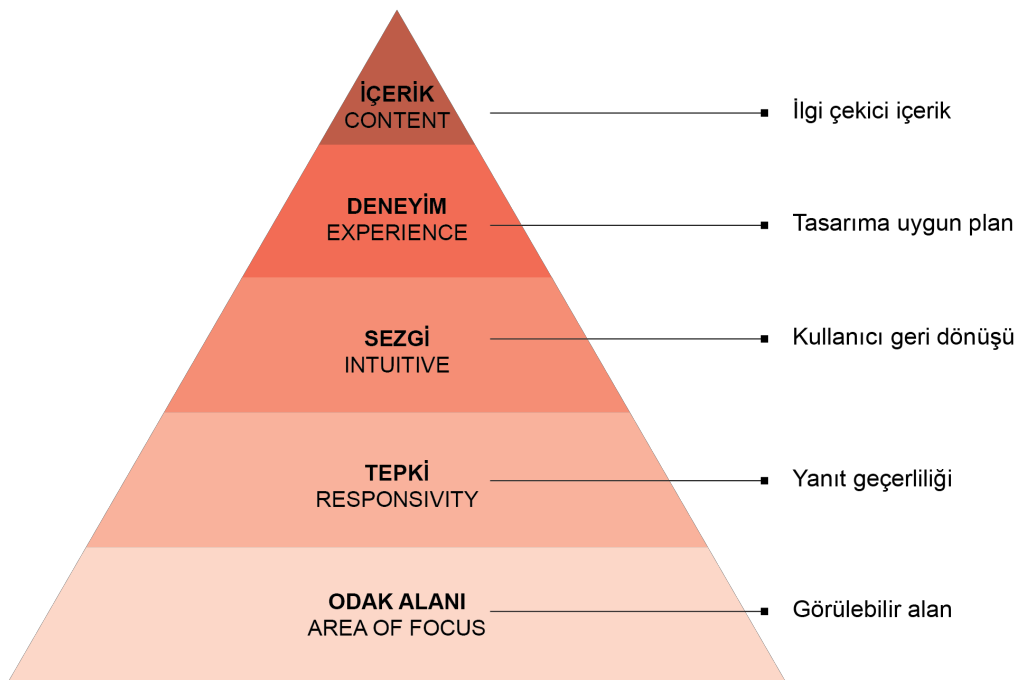 İÇERİK
CONTENT
İlgi çekici içerik
DENEYİM
EXPERIENCE
Tasarıma uygun plan
SEZGİ
INTUITIVE
Kullanıcı geri dönüşü
TEPKİ
RESPONSIVITY
Yanıt geçerliliği
ODAK ALANI
AREA OF FOCUS
Görülebilir alan